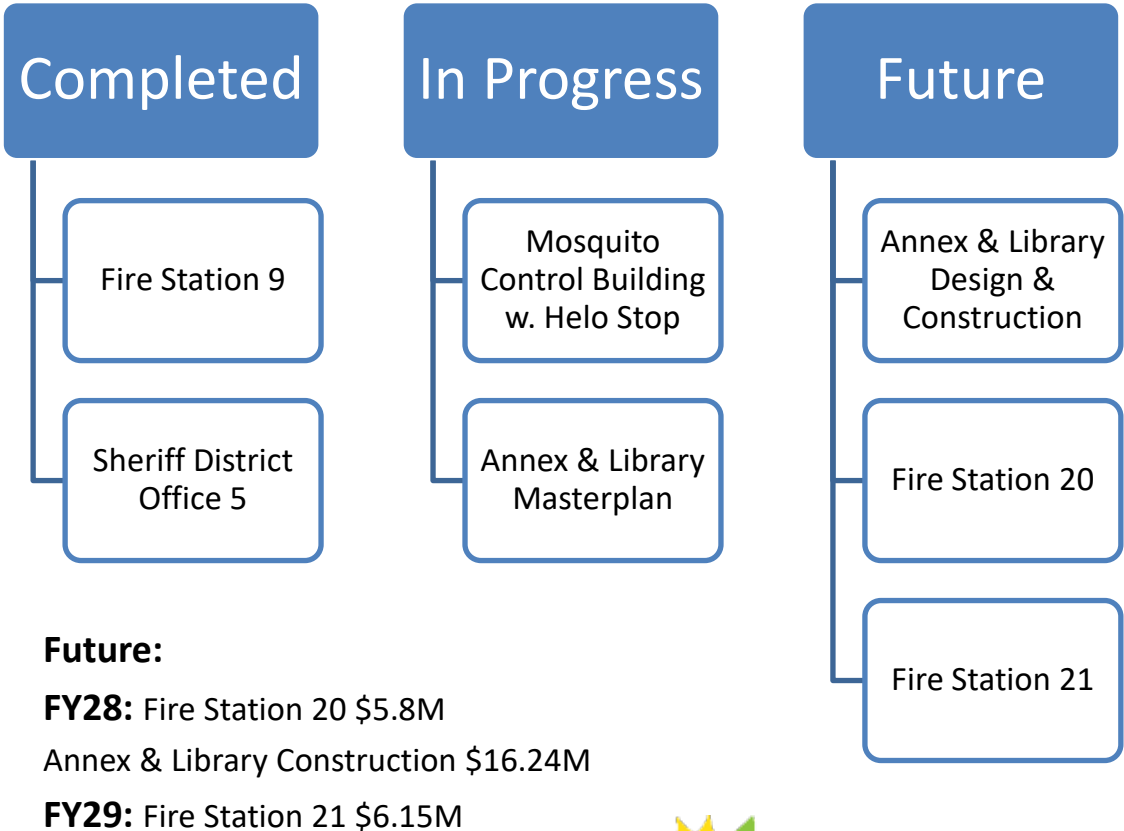 Completed
Fire Station 9
Sheriff District
Office 5
In Progress
Mosquito
Control Building
w. Helo Stop
Annex & Library
Masterplan
Future
Annex & Library
Design &
Construction
Fire Station 20
Fire Station 21
Future:
FY28: Fire Station 20 $5.8M
Annex & Library Construction $16.24M
FY29: Fire Station 21 $6.15M